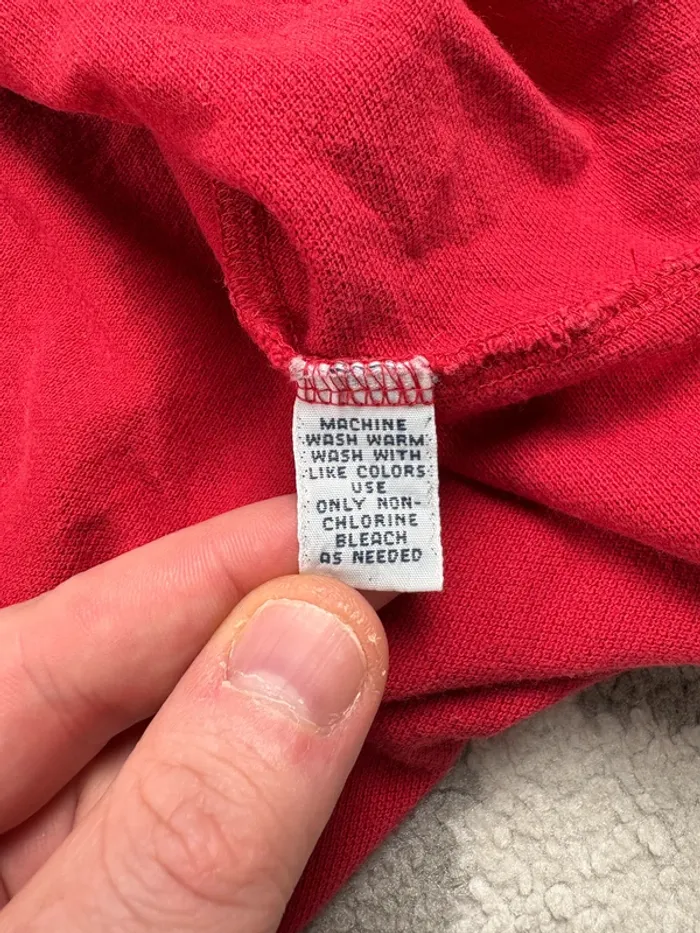 MACHINE
WASH WARM
WASH WITH
LIKE COLORS
USE
ONLY NON-
CHLORINE
BLEACH
AS NEEDED